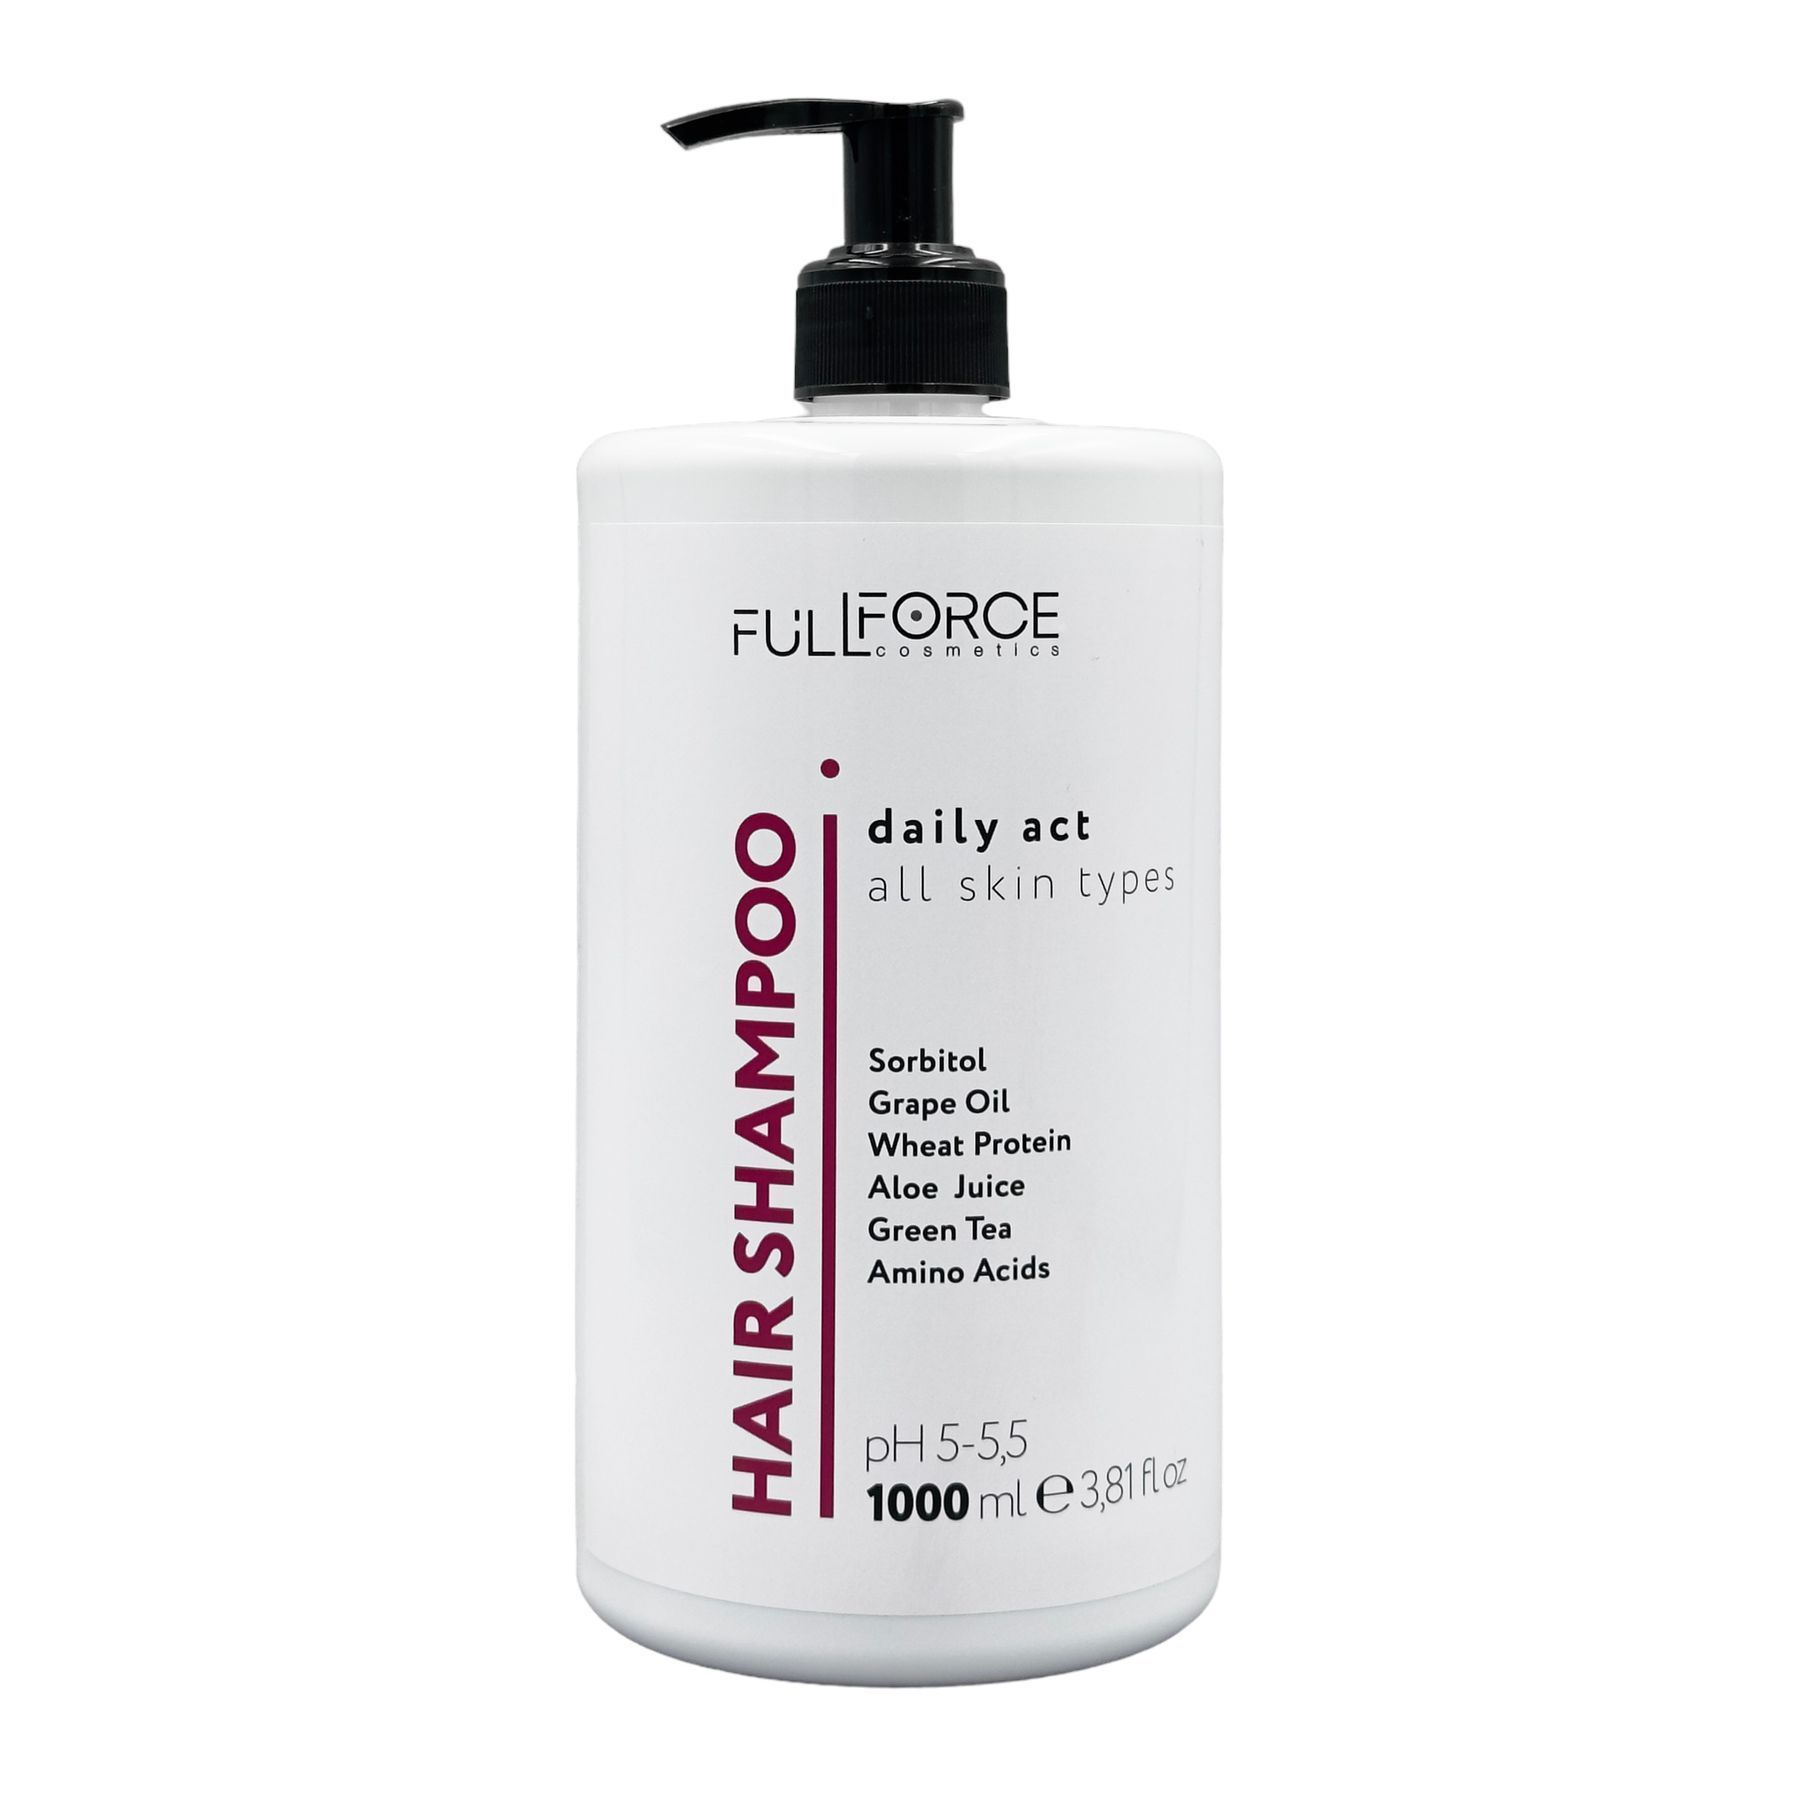 FULLFORCE
cosmetics
HAIR SHAMPOO
daily act
all skin types
Sorbitol
Grape Oil
Wheat Protein
Aloe Juice
Green Tea
Amino Acids
pH 5-5,5
1000 ml ℮ 3,81 fl oz